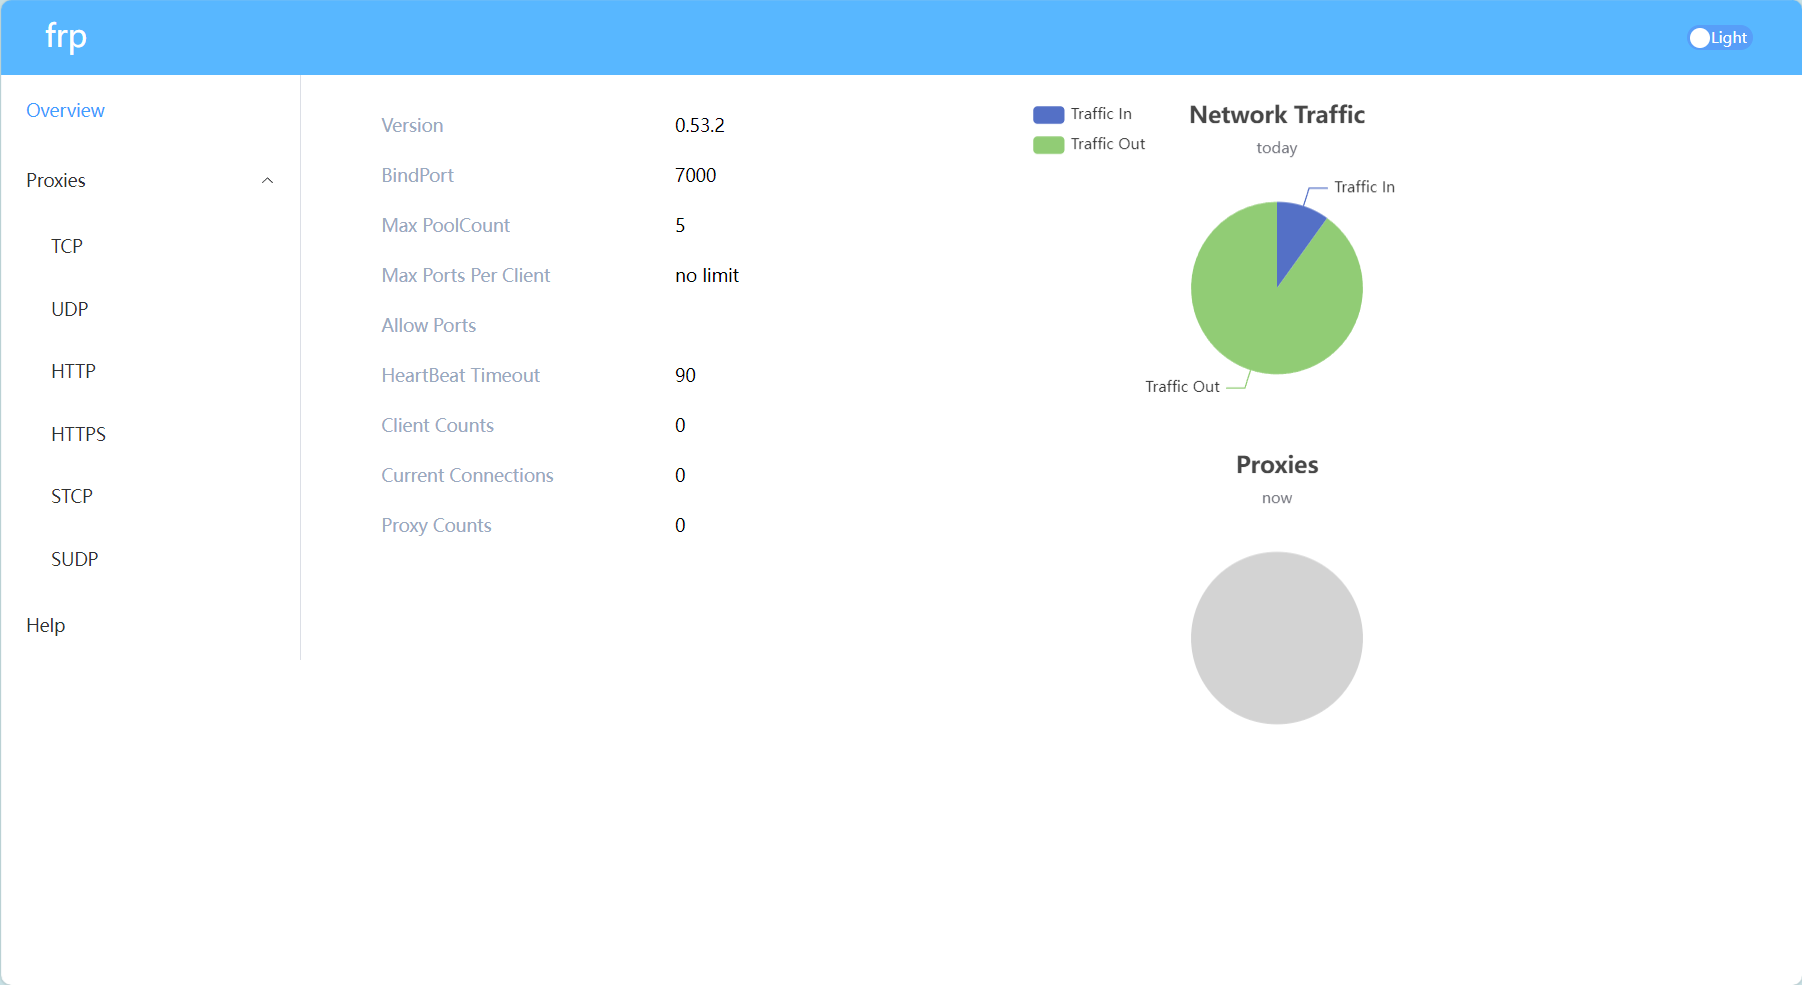 frp
Light
Overview
Proxies
TCP
UDP
HTTP
HTTPS
STCP
SUDP
Help
Version 0.53.2
BindPort 7000
Max PoolCount 5
Max Ports Per Client no limit
Allow Ports
HeartBeat Timeout 90
Client Counts 0
Current Connections 0
Proxy Counts 0
Traffic In
Traffic Out
Network Traffic
today
Traffic In
Traffic Out
Proxies
now